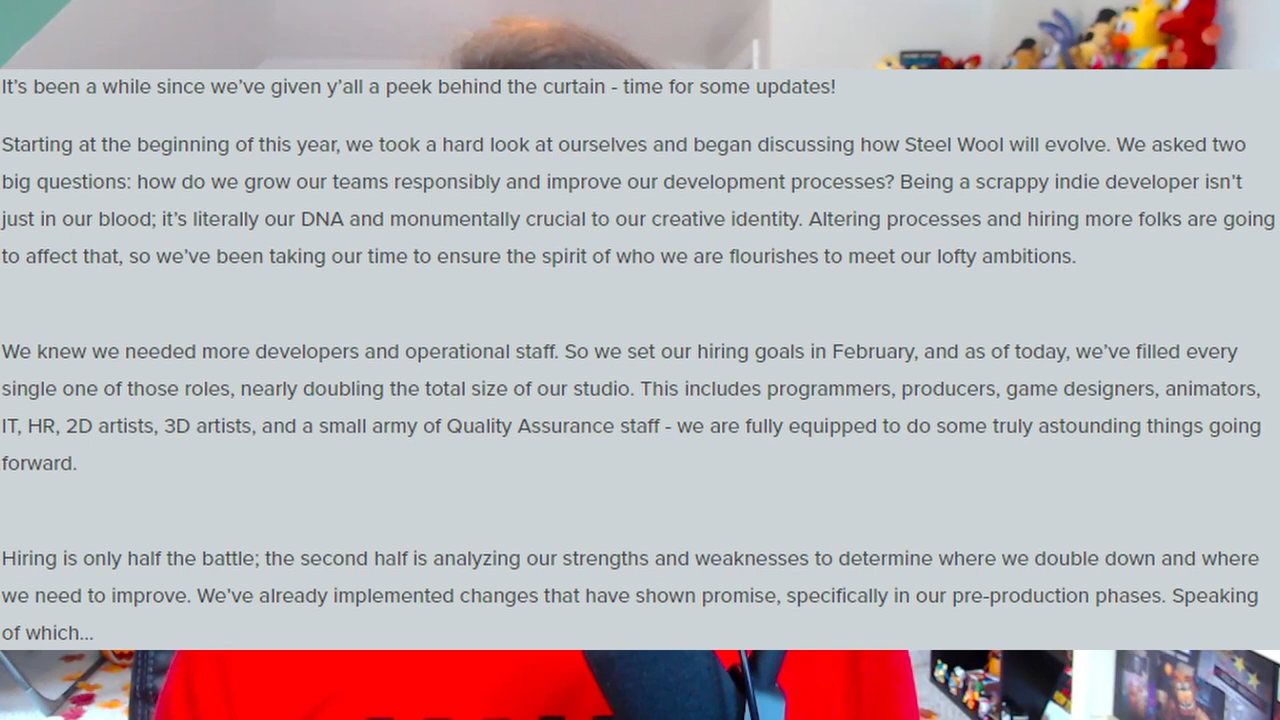 It's been a while since we've given y'all a peek behind the curtain - time for some updates!
Starting at the beginning of this year, we took a hard look at ourselves and began discussing how Steel Wool will evolve. We asked two
big questions: how do we grow our teams responsibly and improve our development processes? Being a scrappy indie developer isn't
just in our blood; it's literally our DNA and monumentally crucial to our creative identity. Altering processes and hiring more folks are going
to affect that, so we've been taking our time to ensure the spirit of who we are flourishes to meet our lofty ambitions.
We knew we needed more developers and operational staff. So we set our hiring goals in February, and as of today, we've filled every
single one of those roles, nearly doubling the total size of our studio. This includes programmers, producers, game designers, animators,
IT, HR, 2D artists, 3D artists, and a small army of Quality Assurance staff - we are fully equipped to do some truly astounding things going
forward.
Hiring is only half the battle; the second half is analyzing our strengths and weaknesses to determine where we double down and where
we need to improve. We've already implemented changes that have shown promise, specifically in our pre-production phases. Speaking
of which...